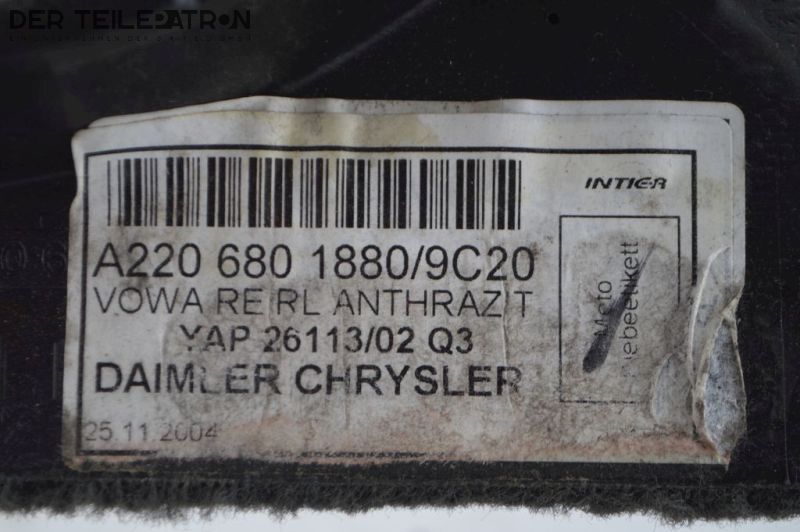 DER TEILEPATRON
INTIER
A220 680 1880/9C20
VOWA RE RL ANTHRAZIT
YAP 26113/02 Q3
DAIMLER CHRYSLER
25.11.2004
Moto